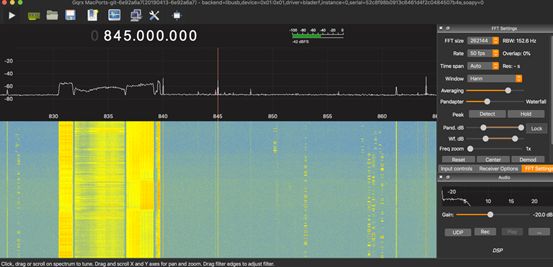 Gqrx MacPorts-g-6e92a6a7(20190413-6e92a6a7) - backend=libusb,device=0x01:0x01,driver=bladerf,instance=0,serial=52c8f98b0913c6461d4f2c0484507b4e,soapy=0
0 845.000.000
-100 -80 -60 -40 -20 0
-42 dBFS
-20
-40
-60
-80
830 835 840 845 850 855 860
FFT Settings
FFT size 262144 RBW: 152.6 Hz
Rate 50 fps Overlap: 0%
Time span Auto Res: - s
Window Hann
Averaging
Pandapter Waterfall
Peak Detect Hold
Pand. dB
Lock
Wf. dB
Freq zoom 1x
Reset Center Demod
Input controls Receiver Options FFT Settings
Audio
-20
5 10 15 20
Gain: -20.0 dB
UDP Rec Play ...
DSP
Click, drag or scroll on spectrum to tune. Drag and scroll X and Y axes for pan and zoom. Drag filter edges to adjust filter.